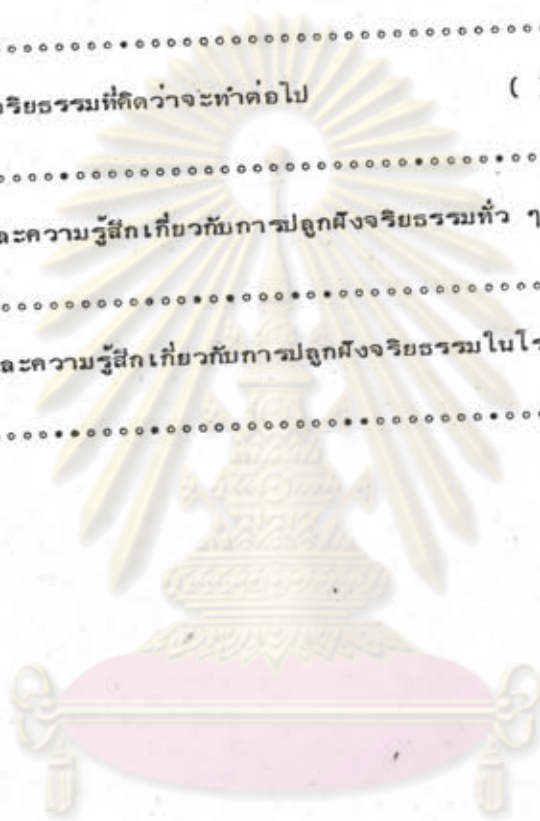 ..............................................
จริยธรรมที่คิดว่าจะทำต่อไป (
..............................................
ละความรู้สึกเกี่ยวกับการปลูกฝังจริยธรรมทั่ว ๆ
..............................................
ละความรู้สึกเกี่ยวกับการปลูกฝังจริยธรรมในโร
..............................................